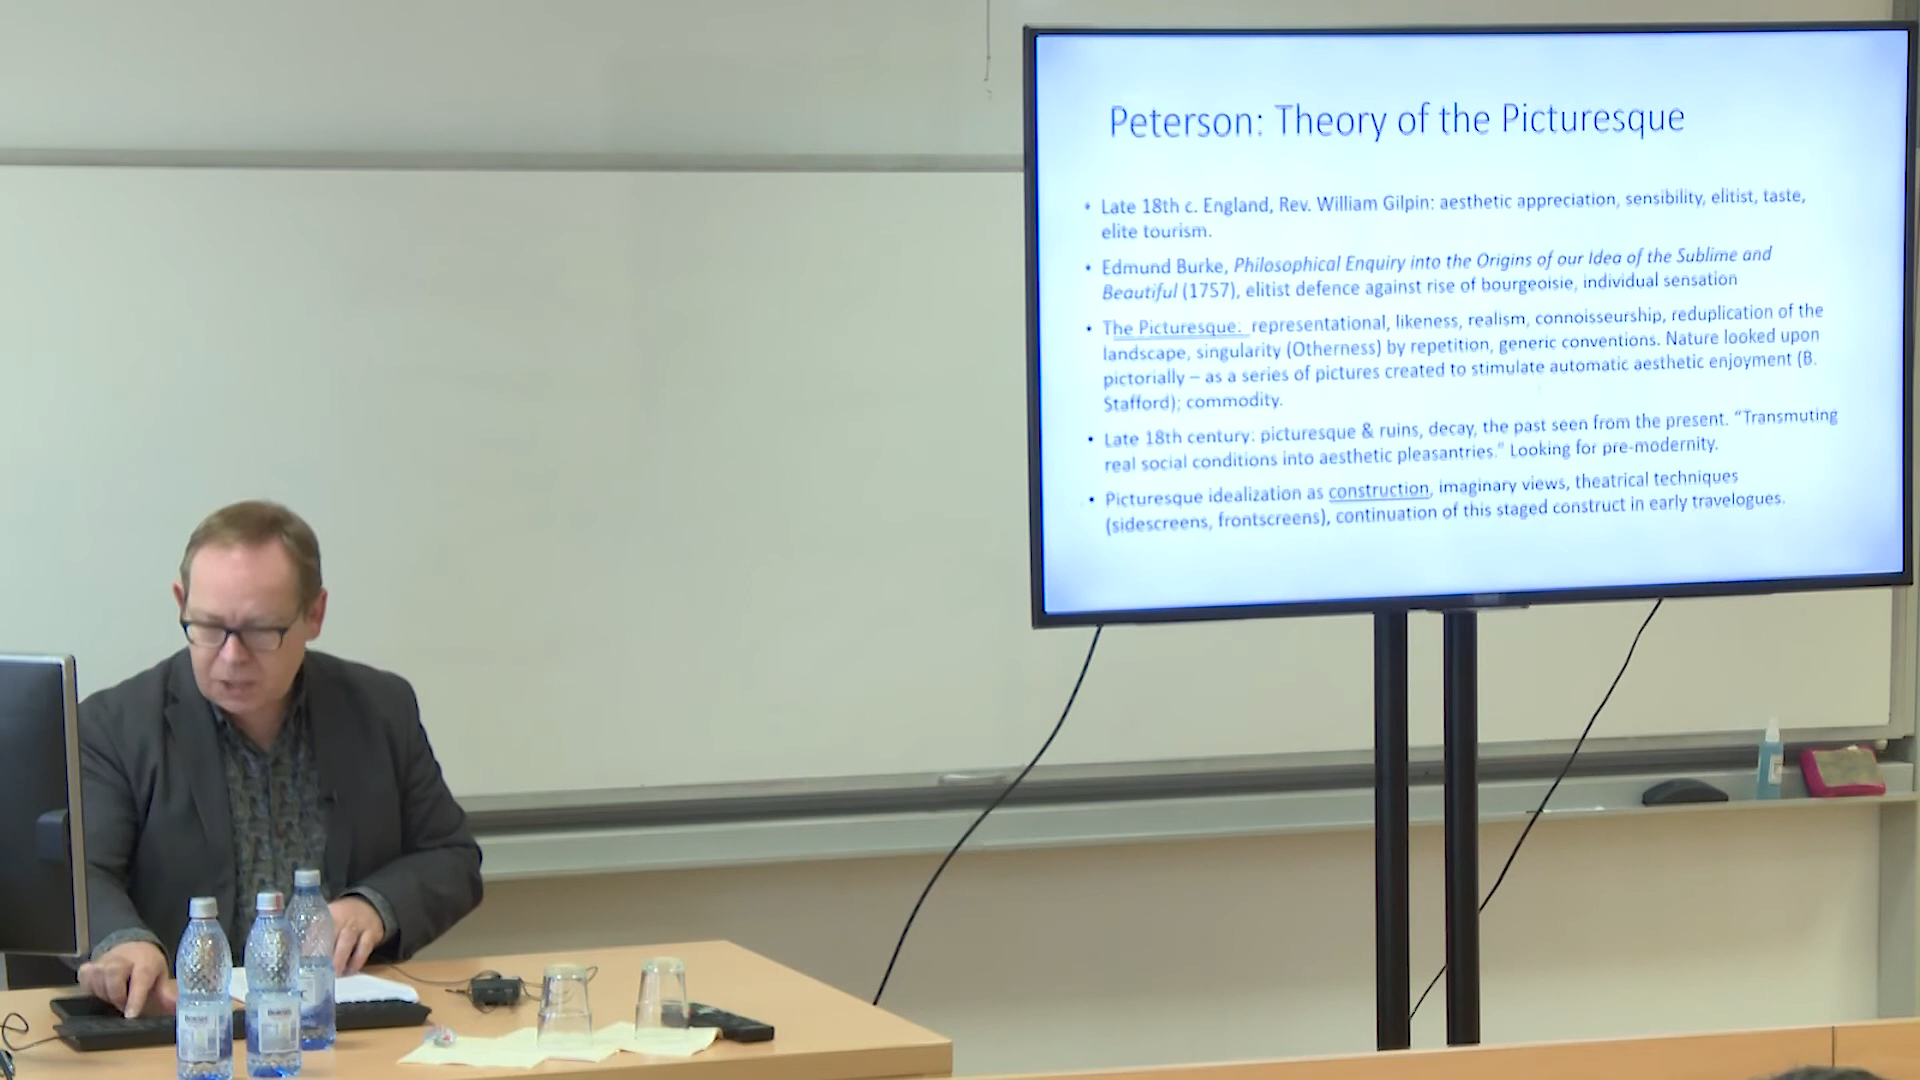 Peterson: Theory of the Picturesque
• Late 18th c. England, Rev. William Gilpin: aesthetic appreciation, sensibility, elitist, taste,
elite tourism.
• Edmund Burke, Philosophical Enquiry into the Origins of our Idea of the Sublime and
Beautiful (1757), elitist defence against rise of bourgeoisie, individual sensation
• The Picturesque: representational, likeness, realism, connoisseurship, reduplication of the
landscape, singularity (Otherness) by repetition, generic conventions. Nature looked upon
pictorially – as a series of pictures created to stimulate automatic aesthetic enjoyment (B.
Stafford); commodity.
• Late 18th century: picturesque & ruins, decay, the past seen from the present. “Transmuting
real social conditions into aesthetic pleasantries.” Looking for pre-modernity.
• Picturesque idealization as construction, imaginary views, theatrical techniques
(sidescreens, frontscreens), continuation of this staged construct in early travelogues.